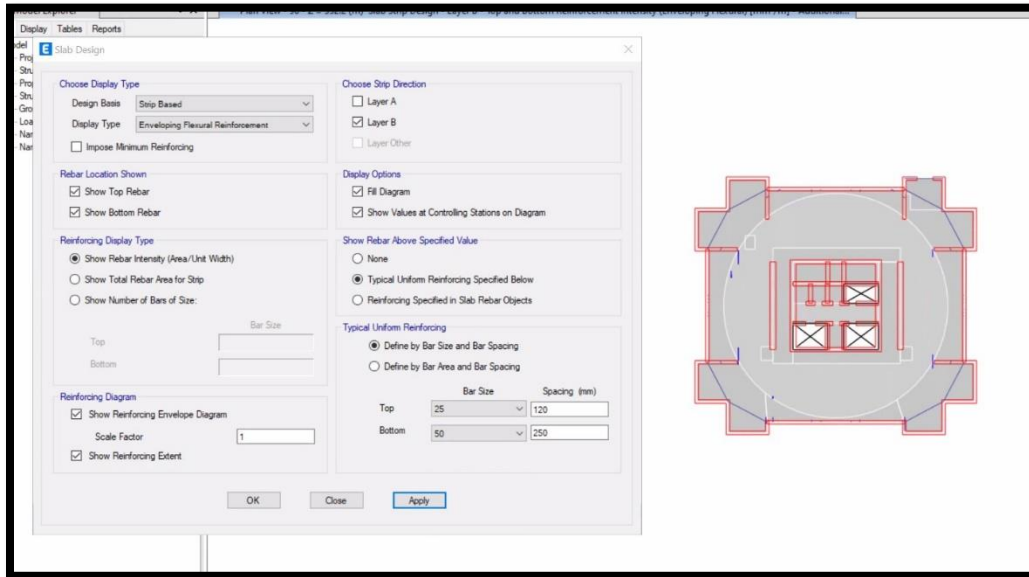 Display Tables Reports
E Slab Design
Choose Display Type
Design Basis Strip Based
Display Type Enveloping Flexural Reinforcement
Impose Minimum Reinforcing
Rebar Location Shown
Show Top Rebar
Show Bottom Rebar
Reinforcing Display Type
Show Rebar Intensity (Area/Unit Width)
Show Total Rebar Area for Strip
Show Number of Bars of Size:
Bar Size
Top
Bottom
Reinforcing Diagram
Show Reinforcing Envelope Diagram
Scale Factor 1
Show Reinforcing Extent
Choose Strip Direction
Layer A
Layer B
Layer Other
Display Options
Fill Diagram
Show Values at Controlling Stations on Diagram
Show Rebar Above Specified Value
None
Typical Uniform Reinforcing Specified Below
Reinforcing Specified in Slab Rebar Objects
Typical Uniform Reinforcing
Define by Bar Size and Bar Spacing
Define by Bar Area and Bar Spacing
Bar Size Spacing (mm)
Top 25 120
Bottom 50 250
OK Close Apply